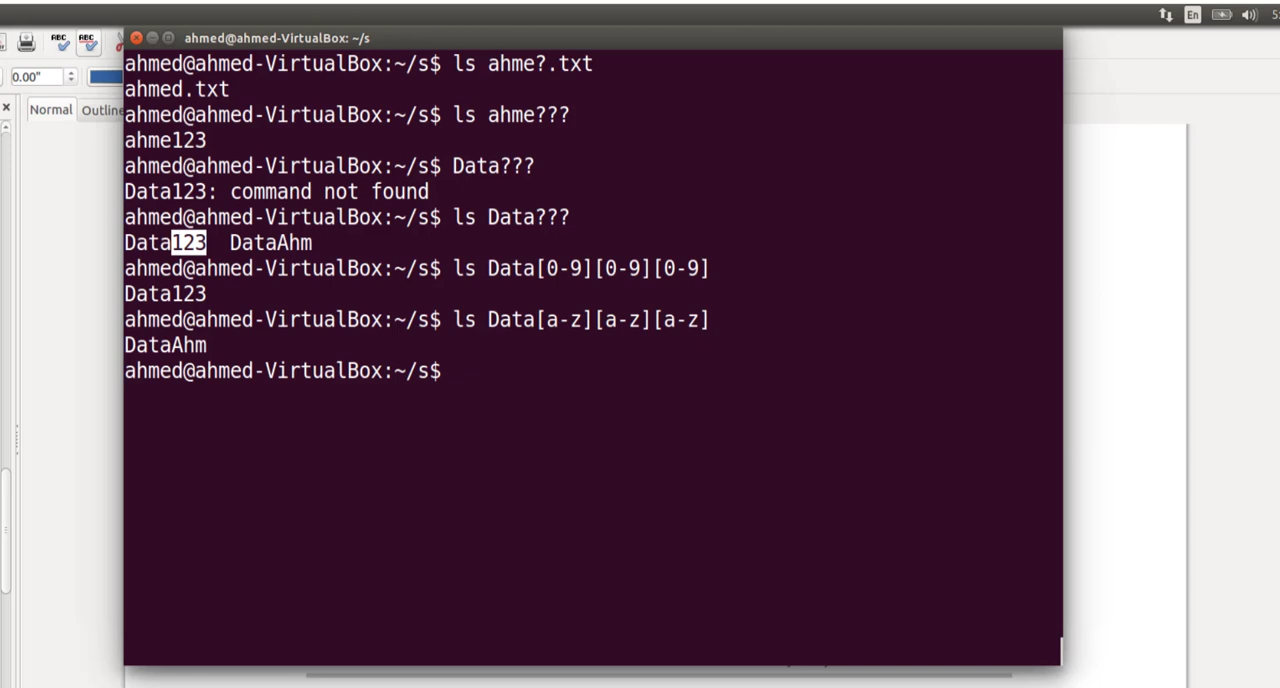 En
5:
ABC ABC
ahmed@ahmed-VirtualBox: ~/s
0.00"
Normal Outline
ahmed@ahmed-VirtualBox:~/s$ ls ahme?.txt
ahmed.txt
ahmed@ahmed-VirtualBox:~/s$ ls ahme???
ahme123
ahmed@ahmed-VirtualBox:~/s$ Data???
Data123: command not found
ahmed@ahmed-VirtualBox:~/s$ ls Data???
Data123  DataAhm
ahmed@ahmed-VirtualBox:~/s$ ls Data[0-9][0-9][0-9]
Data123
ahmed@ahmed-VirtualBox:~/s$ ls Data[a-z][a-z][a-z]
DataAhm
ahmed@ahmed-VirtualBox:~/s$